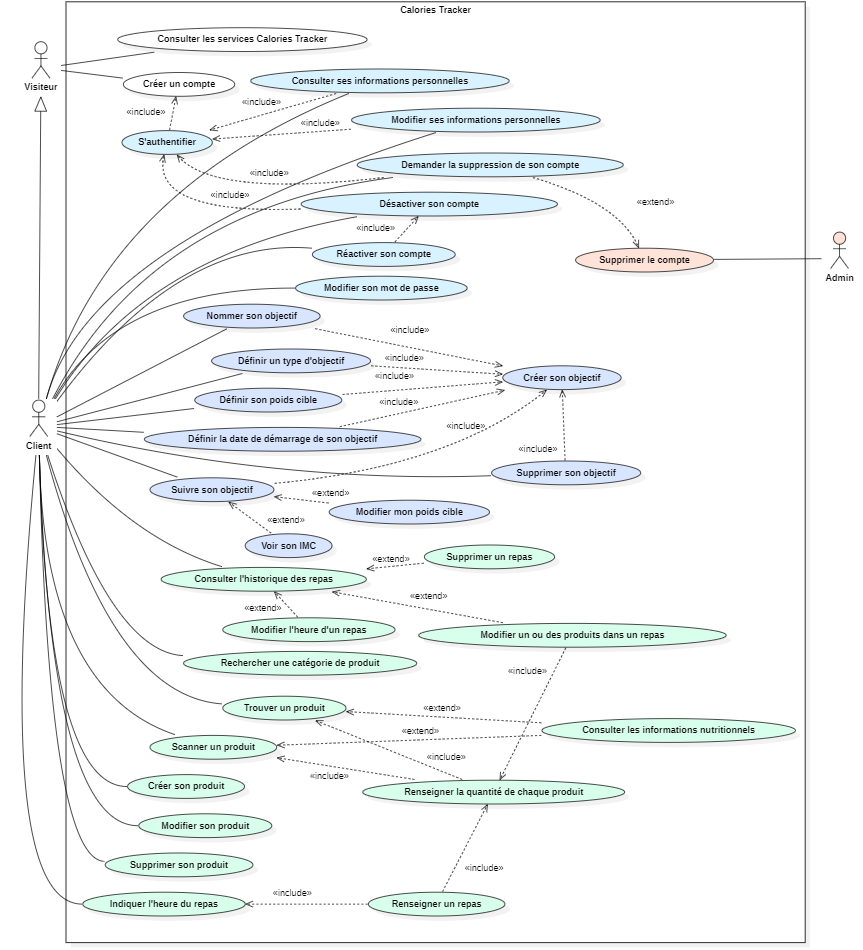 Calories Tracker
Consulter les services Calories Tracker
Visiteur
Créer un compte
Consulter ses informations personnelles
«include»
«include»
Modifier ses informations personnelles
«include»
S'authentifier
Demander la suppression de son compte
«include»
«include»
Désactiver son compte
«extend»
«include»
Réactiver son compte
Supprimer le compte
Admin
Modifier son mot de passe
Nommer son objectif
«include»
Définir un type d'objectif
«include»
«include»
Créer son objectif
Définir son poids cible
«include»
Client
Définir la date de démarrage de son objectif
«include»
«include»
Supprimer son objectif
Suivre son objectif
«extend»
Modifier mon poids cible
«extend»
Voir son IMC
Supprimer un repas
«extend»
Consulter l'historique des repas
«extend»
«extend»
Modifier l'heure d'un repas
Modifier un ou des produits dans un repas
Rechercher une catégorie de produit
«include»
Trouver un produit
«extend»
«extend»
Consulter les informations nutritionnels
Scanner un produit
«include»
«include»
Créer son produit
Renseigner la quantité de chaque produit
Modifier son produit
Supprimer son produit
«include»
«include»
Indiquer l'heure du repas
Renseigner un repas